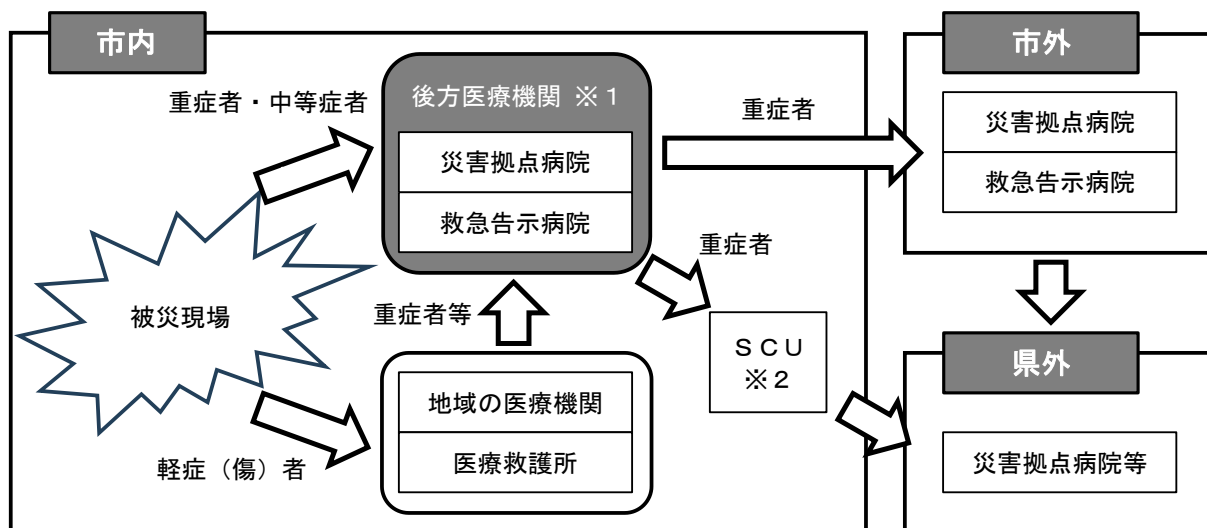 市内
市外
重症者・中等症者
後方医療機関 ※１
重症者
災害拠点病院
救急告示病院
災害拠点病院
救急告示病院
重症者
被災現場
重症者等
ＳＣＵ
※２
県外
地域の医療機関
医療救護所
軽症（傷）者
災害拠点病院等